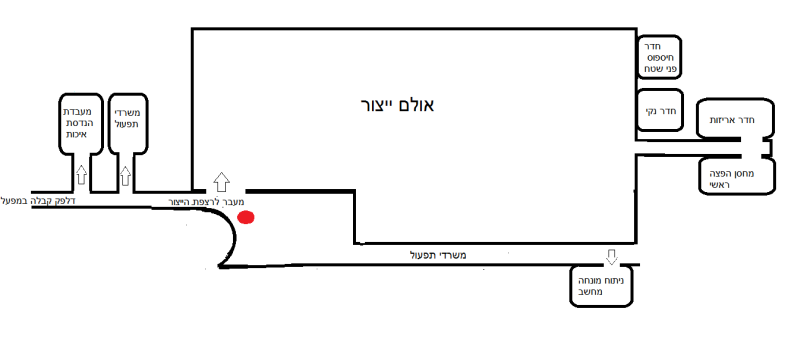 אולם ייצור
חדר
חיספוס
פני שטח
חדר נקי
חדר אריזות
מחסן הפצה
ראשי
מעבדת
הנדסת
איכות
משרדי
תפעול
דלפק קבלה במפעל
מעבר לרצפת הייצור
משרדי תפעול
ניתוח מונחה
מחשב